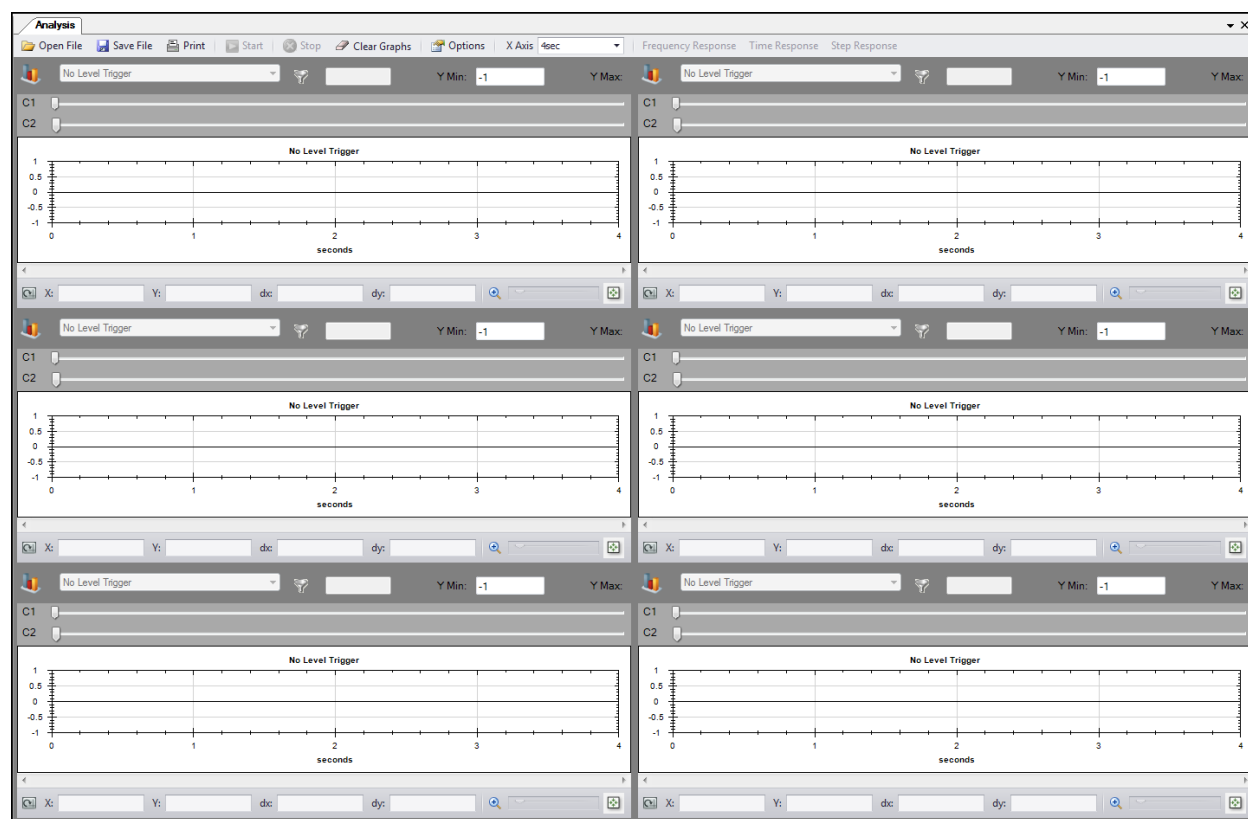 Analysis
Open File Save File Print Start Stop Clear Graphs Options X Axis 4sec Frequency Response Time Response Step Response
No Level Trigger Y Min: -1 Y Max: No Level Trigger Y Min: -1 Y Max:
C1 C1
C2 C2
No Level Trigger No Level Trigger
1 1
0.5 0.5
0 0
-0.5 -0.5
-1 -1
0 1 2 3 4 0 1 2 3 4
seconds seconds
X: Y: dx: dy: X: Y: dx: dy:
No Level Trigger Y Min: -1 Y Max: No Level Trigger Y Min: -1 Y Max:
C1 C1
C2 C2
No Level Trigger No Level Trigger
1 1
0.5 0.5
0 0
-0.5 -0.5
-1 -1
0 1 2 3 4 0 1 2 3 4
seconds seconds
X: Y: dx: dy: X: Y: dx: dy:
No Level Trigger Y Min: -1 Y Max: No Level Trigger Y Min: -1 Y Max:
C1 C1
C2 C2
No Level Trigger No Level Trigger
1 1
0.5 0.5
0 0
-0.5 -0.5
-1 -1
0 1 2 3 4 0 1 2 3 4
seconds seconds
X: Y: dx: dy: X: Y: dx: dy: